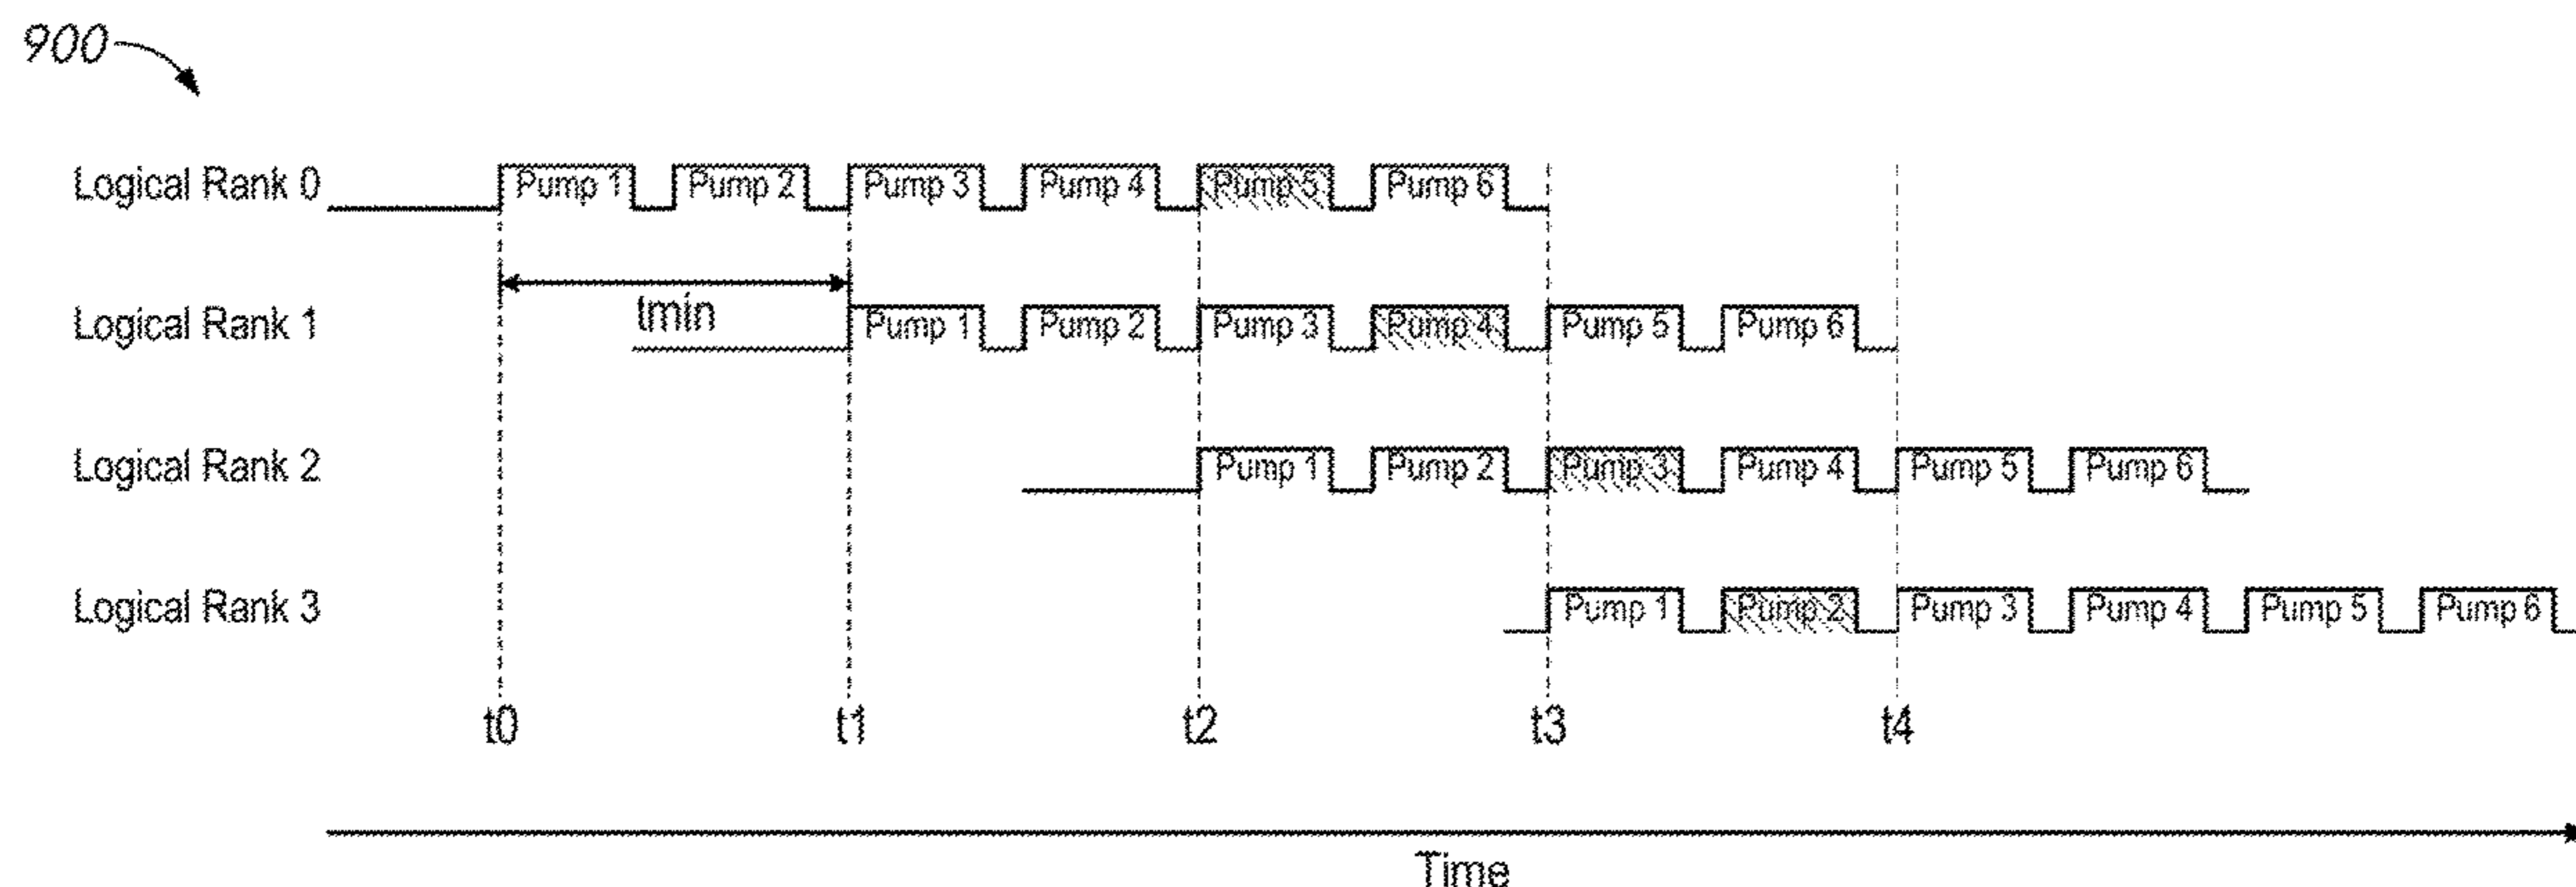 900
Logical Rank 0 Pump 1 Pump 2 Pump 3 Pump 4 Pump 5 Pump 6
tmin
Logical Rank 1 Pump 1 Pump 2 Pump 3 Pump 4 Pump 5 Pump 6
Logical Rank 2 Pump 1 Pump 2 Pump 3 Pump 4 Pump 5 Pump 6
Logical Rank 3 Pump 1 Pump 2 Pump 3 Pump 4 Pump 5 Pump 6
t0 t1 t2 t3 t4
Time